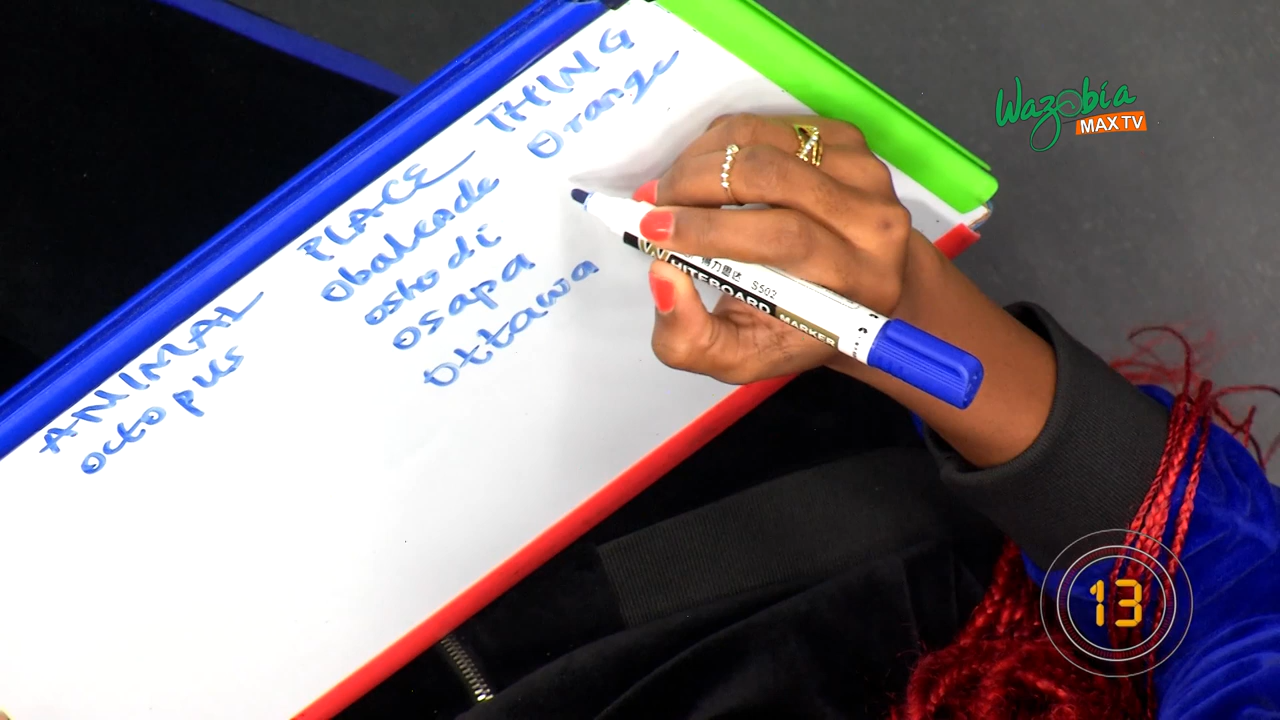 ANIMAL
octopus
PLACE
Obalende
oshodi
osapa
Ottawa
THING
Orange
Wazobia
MAX TV
WHITEBOARD
MARKER
S502
13